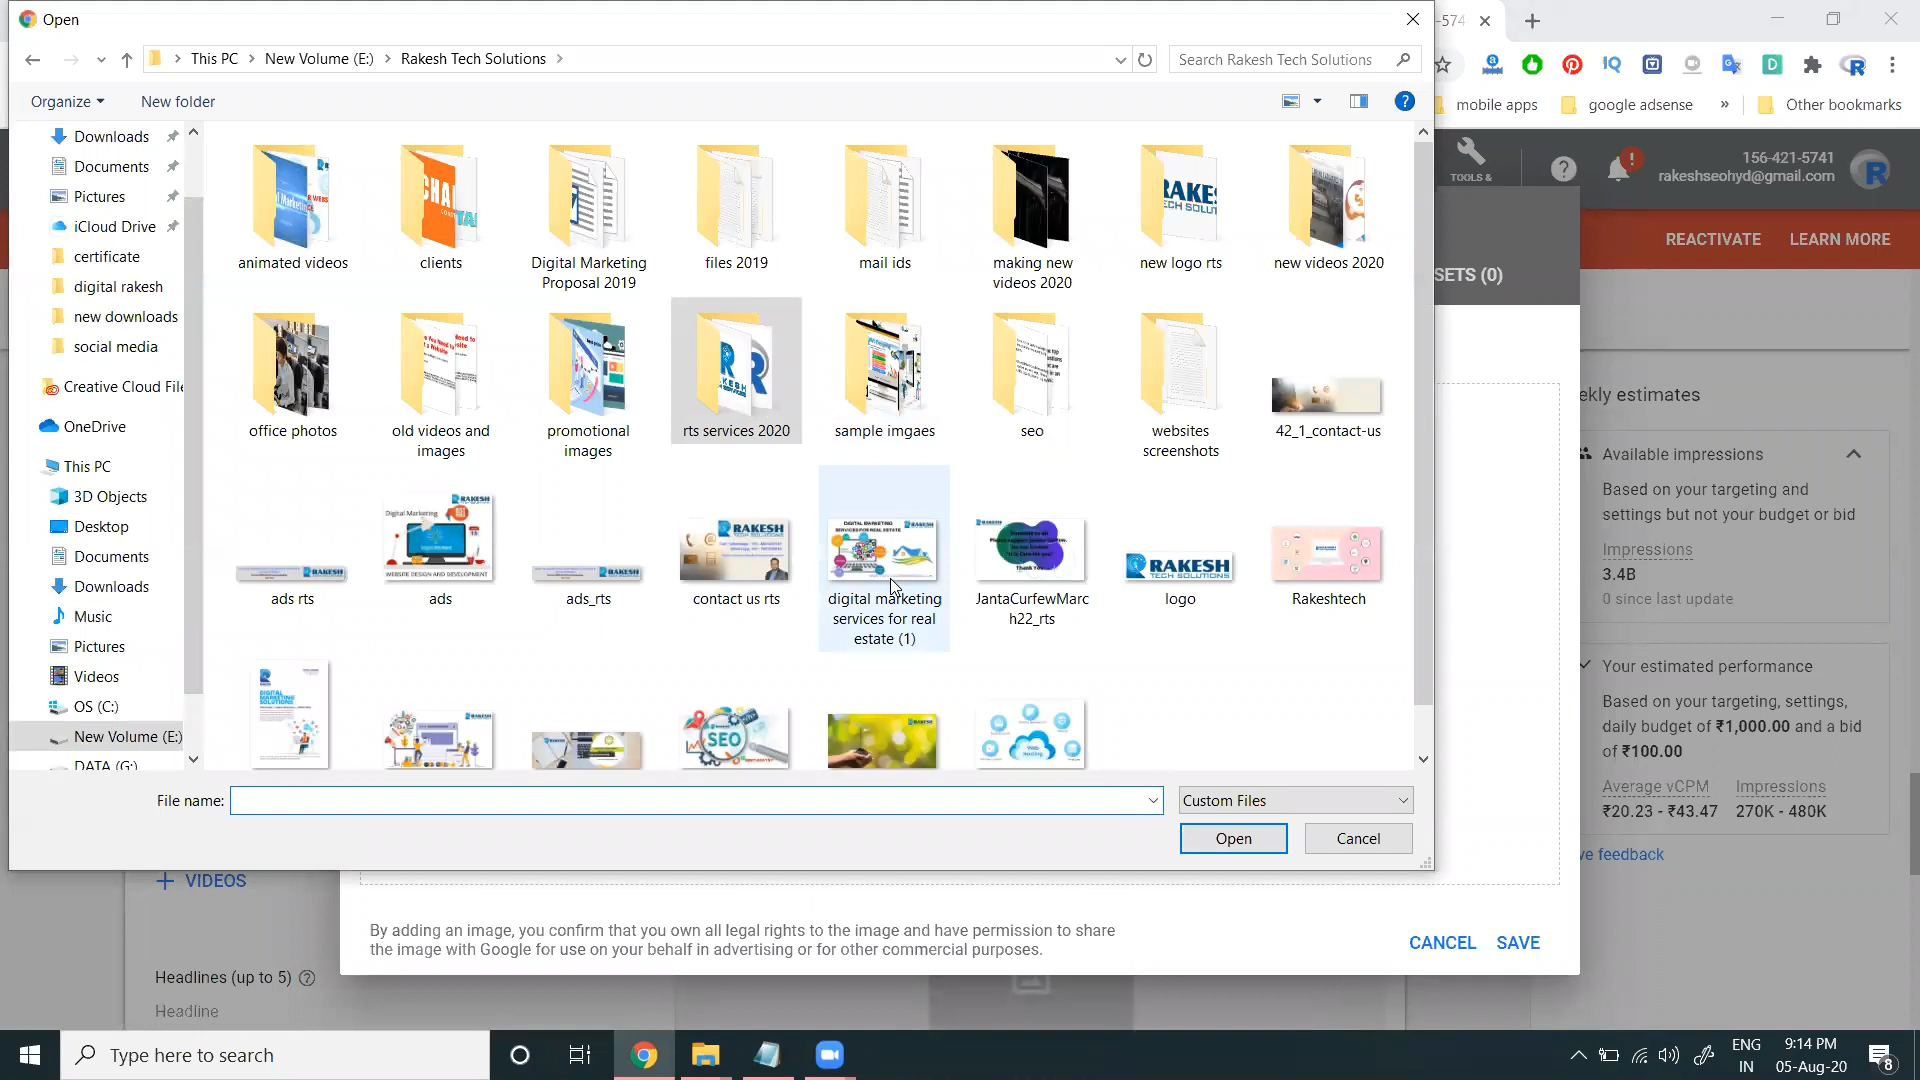 Open
-574
This PC > New Volume (E:) > Rakesh Tech Solutions >
Search Rakesh Tech Solutions
Organize
New folder
mobile apps
google adsense
»
Other bookmarks
Downloads
Documents
Pictures
iCloud Drive
certificate
digital rakesh
new downloads
social media
Creative Cloud File
OneDrive
This PC
3D Objects
Desktop
Documents
Downloads
Music
Pictures
Videos
OS (C:)
New Volume (E:)
DATA (G:)
animated videos
clients
Digital Marketing
Proposal 2019
files 2019
mail ids
making new
videos 2020
new logo rts
new videos 2020
office photos
old videos and
images
promotional
images
rts services 2020
sample imgaes
seo
websites
screenshots
42_1_contact-us
ads rts
ads
ads_rts
contact us rts
digital marketing
services for real
estate (1)
JantaCurfewMarc
h22_rts
logo
Rakeshtech
File name:
Custom Files
Open
Cancel
TOOLS &
156-421-5741
rakeshseohyd@gmail.com
REACTIVATE
LEARN MORE
SETS (0)
ekly estimates
Available impressions
Based on your targeting and
settings but not your budget or bid
Impressions
3.4B
0 since last update
Your estimated performance
Based on your targeting, settings,
daily budget of ₹1,000.00 and a bid
of ₹100.00
Average vCPM
Impressions
₹20.23 - ₹43.47
270K - 480K
ve feedback
+ VIDEOS
By adding an image, you confirm that you own all legal rights to the image and have permission to share
the image with Google for use on your behalf in advertising or for other commercial purposes.
CANCEL
SAVE
Headlines (up to 5)
Headline
Type here to search
ENG
IN
9:14 PM
05-Aug-20
8